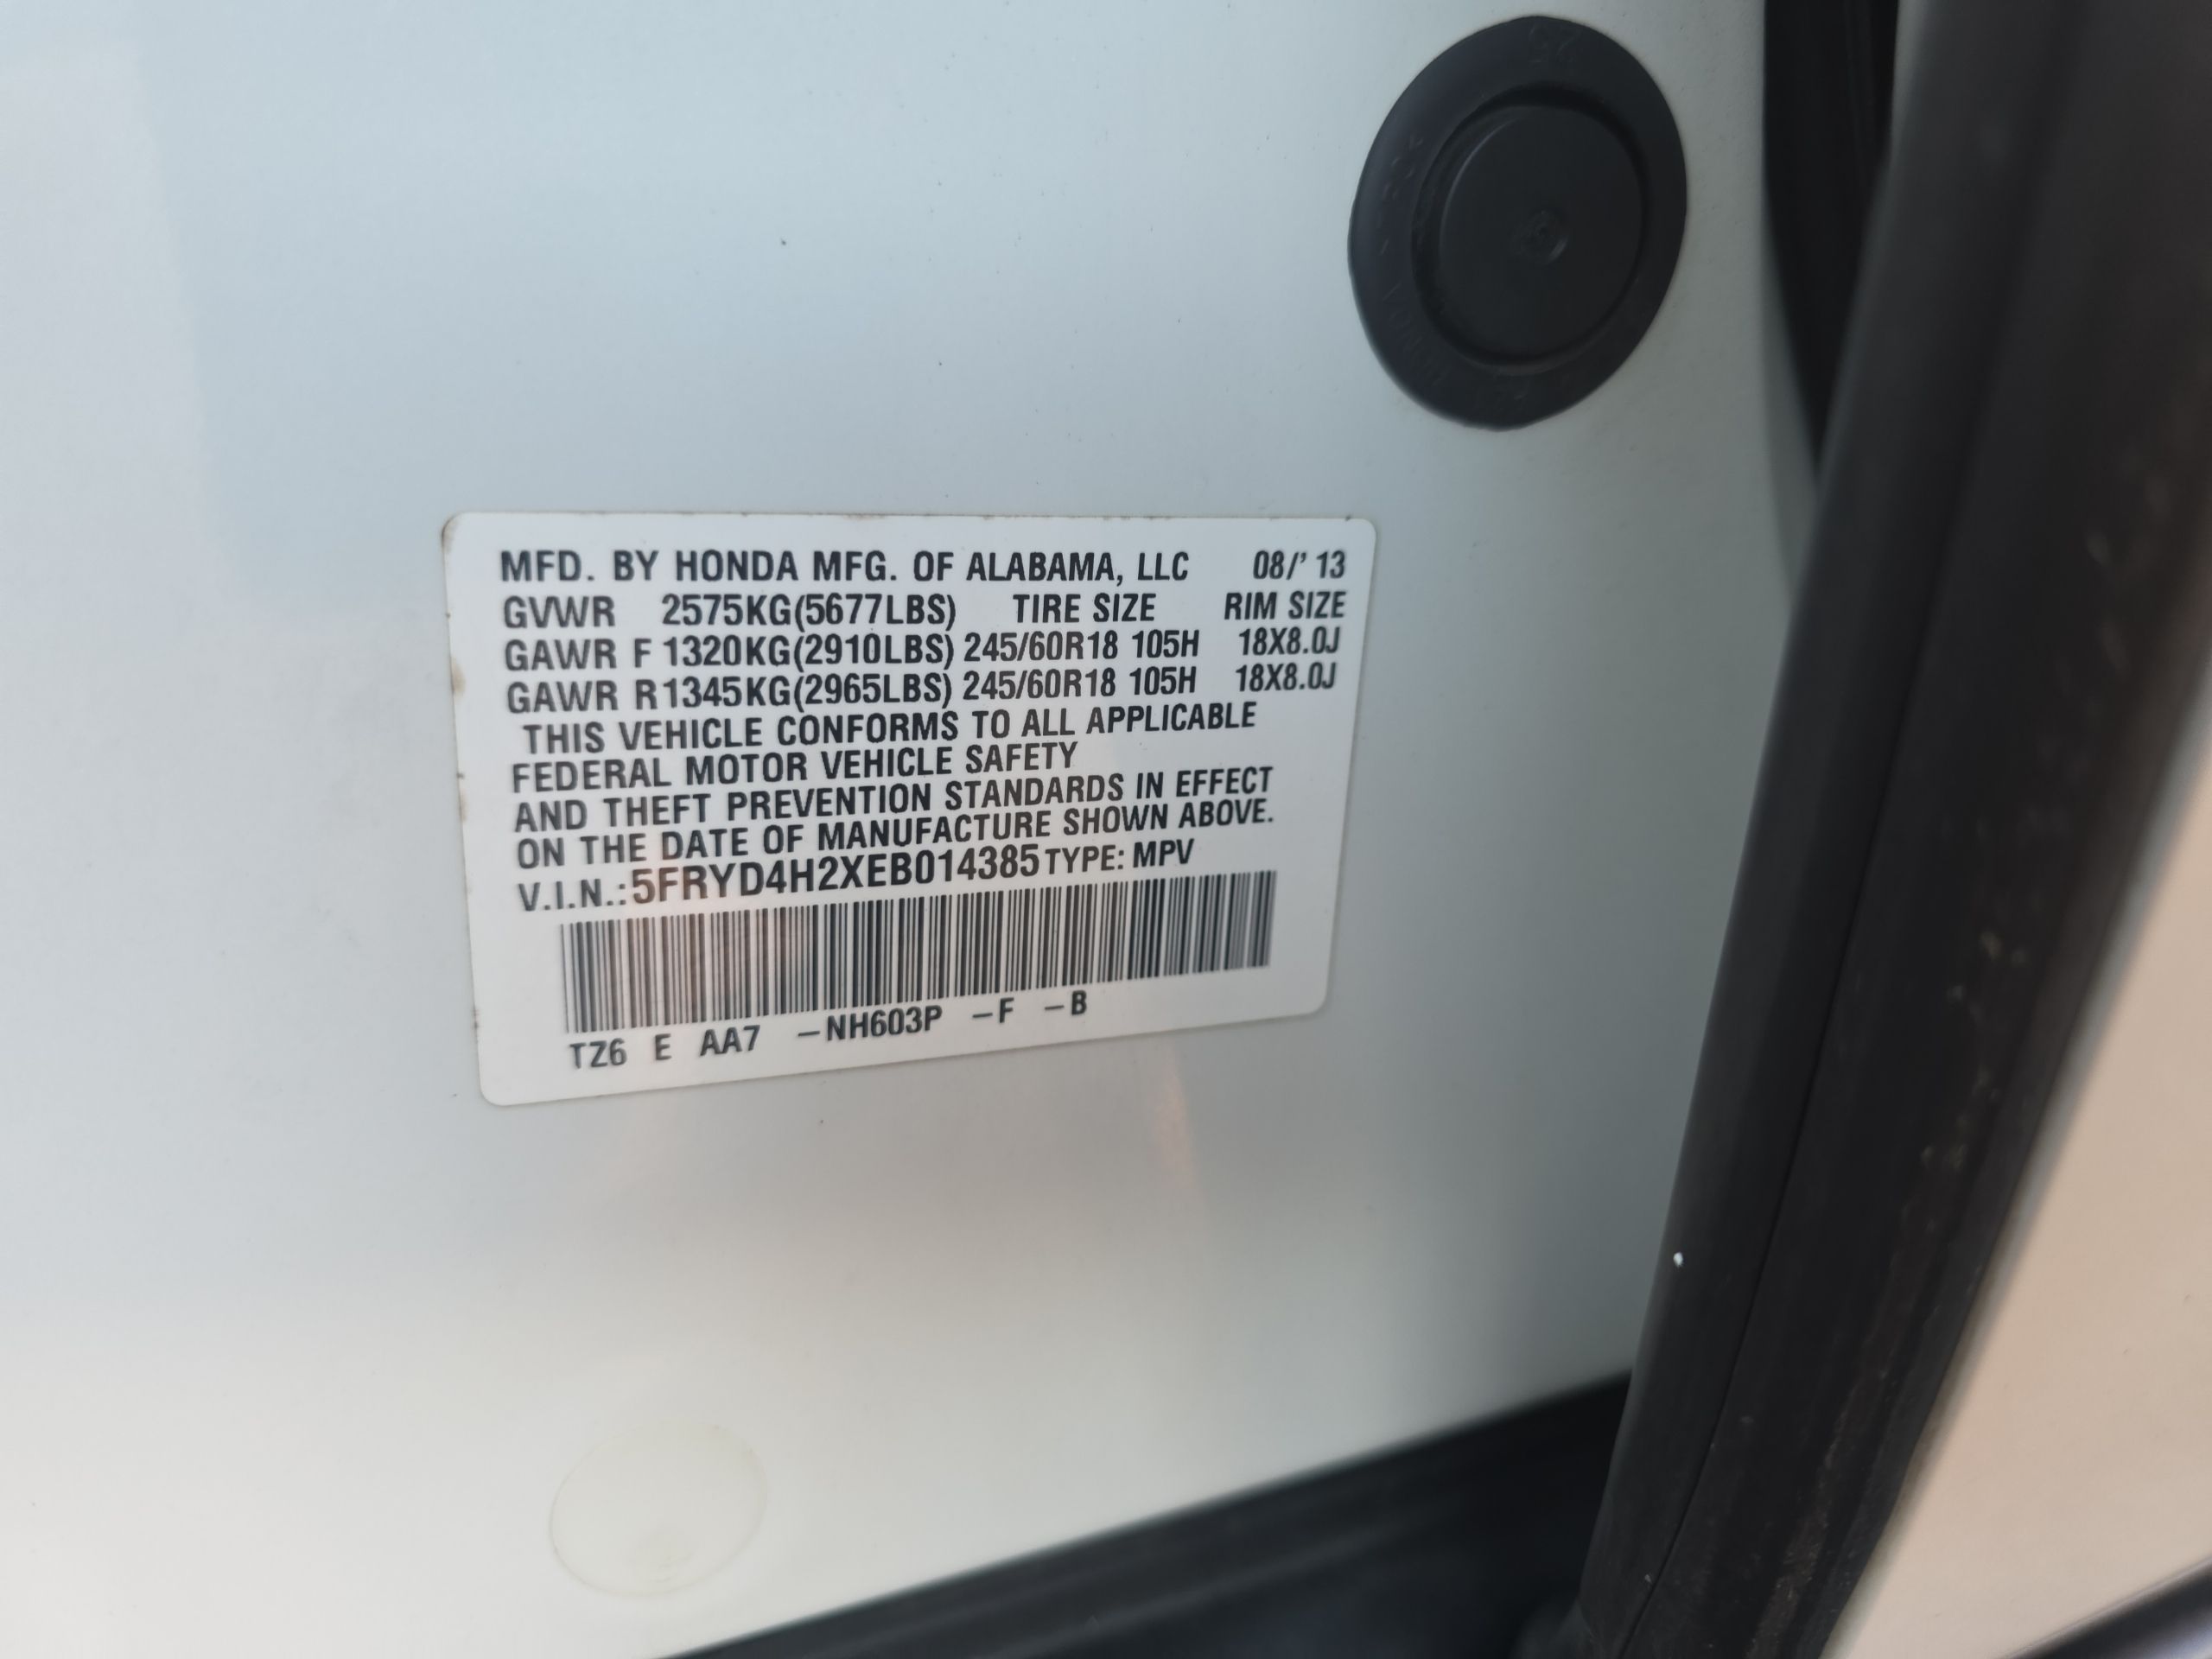 MFD. BY HONDA MFG. OF ALABAMA, LLC 08/' 13
GVWR 2575KG(5677LBS) TIRE SIZE RIM SIZE
GAWR F 1320KG(2910LBS) 245/60R18 105H 18X8.0J
GAWR R 1345KG(2965LBS) 245/60R18 105H 18X8.0J
THIS VEHICLE CONFORMS TO ALL APPLICABLE
FEDERAL MOTOR VEHICLE SAFETY
AND THEFT PREVENTION STANDARDS IN EFFECT
ON THE DATE OF MANUFACTURE SHOWN ABOVE.
V.I.N.: 5FRYD4H2XEB014385 TYPE: MPV
TZ6 E AA7 –NH603P –F –B